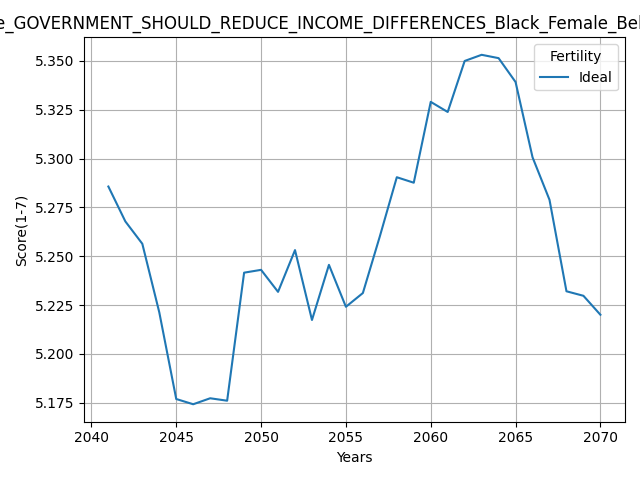 e_GOVERNMENT_SHOULD_REDUCE_INCOME_DIFFERENCES_Black_Female_Bel
Fertility
Ideal
Score(1-7)
5.350
5.325
5.300
5.275
5.250
5.225
5.200
5.175
2040 2045 2050 2055 2060 2065 2070
Years